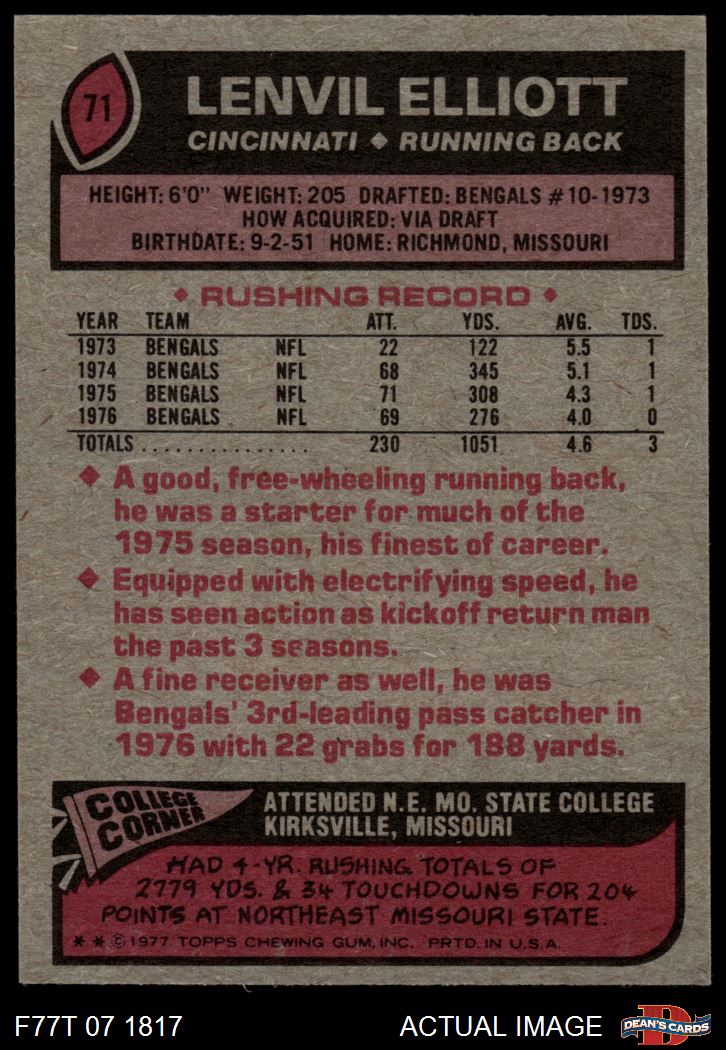 71
LENVIL ELLIOTT
CINCINNATI ◆ RUNNING BACK
HEIGHT: 6'0" WEIGHT: 205 DRAFTED: BENGALS #10-1973
HOW ACQUIRED: VIA DRAFT
BIRTHDATE: 9-2-51 HOME: RICHMOND, MISSOURI
◆ RUSHING RECORD ◆
YEAR TEAM ATT. YDS. AVG. TDS.
1973 BENGALS NFL 22 122 5.5 1
1974 BENGALS NFL 68 345 5.1 1
1975 BENGALS NFL 71 308 4.3 1
1976 BENGALS NFL 69 276 4.0 0
TOTALS ................ 230 1051 4.6 3
◆ A good, free-wheeling running back,
he was a starter for much of the
1975 season, his finest of career.
◆ Equipped with electrifying speed, he
has seen action as kickoff return man
the past 3 seasons.
◆ A fine receiver as well, he was
Bengals' 3rd-leading pass catcher in
1976 with 22 grabs for 188 yards.
COLLEGE
CORNER
ATTENDED N.E. MO. STATE COLLEGE
KIRKSVILLE, MISSOURI
HAD 4-YR. RUSHING TOTALS OF
2779 YDS. & 34 TOUCHDOWNS FOR 204
POINTS AT NORTHEAST MISSOURI STATE.
* * © 1977 TOPPS CHEWING GUM, INC. PRTD. IN U.S.A.
F77T 07 1817 ACTUAL IMAGE
D
DEAN'S CARDS